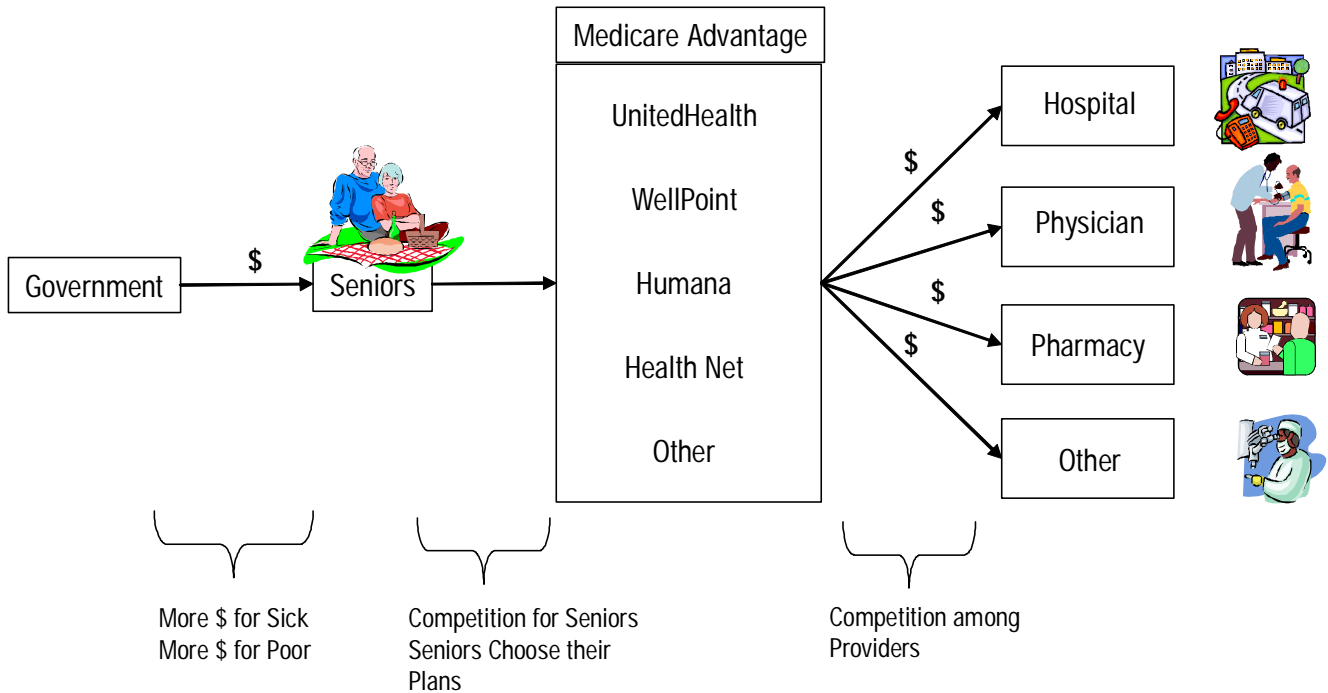 Medicare Advantage
UnitedHealth
WellPoint
Humana
Health Net
Other
Government
$
Seniors
$
$
$
$
Hospital
Physician
Pharmacy
Other
More $ for Sick
More $ for Poor
Competition for Seniors
Seniors Choose their
Plans
Competition among
Providers